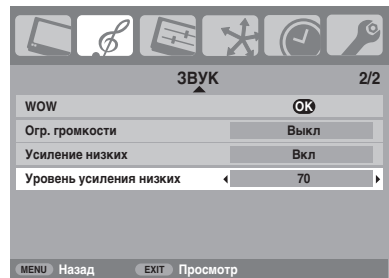 ЗВУК 2/2
WOW OK
Огр. громкости Выкл
Усиление низких Вкл
Уровень усиления низких 70
MENU Назад EXIT Просмотр